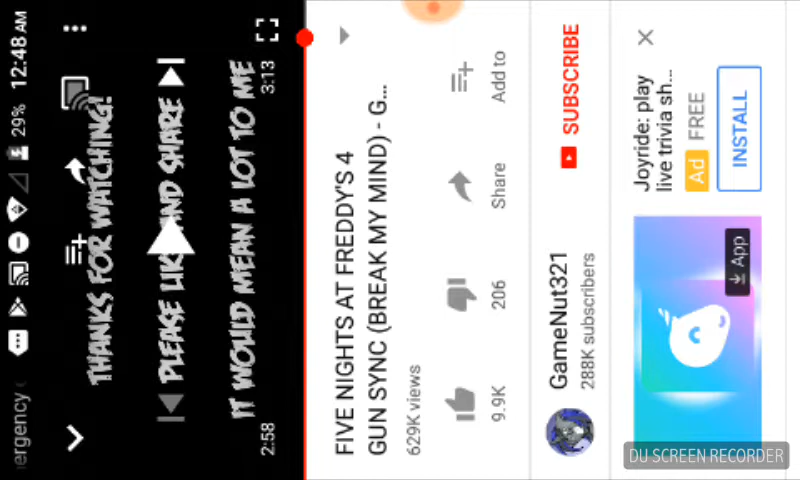 ergency
29% 12:48 AM
THANKS FOR WATCHING!
PLEASE LIKE AND SHARE
IT WOULD MEAN A LOT TO ME
2:58
3:13
FIVE NIGHTS AT FREDDY'S 4
GUN SYNC (BREAK MY MIND) - G...
629K views
9.9K
206
Share
Add to
GameNut321
288K subscribers
SUBSCRIBE
App
Joyride: play
live trivia sh...
Ad FREE
INSTALL
DU SCREEN RECORDER